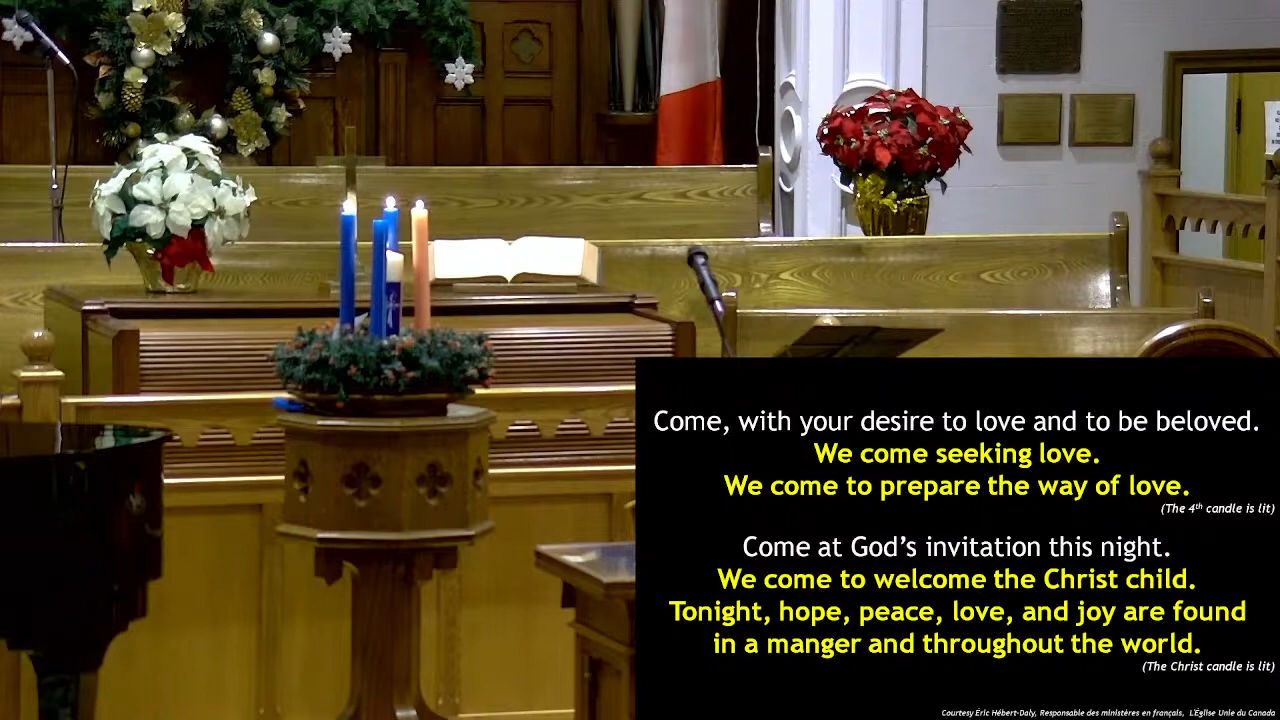 Come, with your desire to love and to be beloved.
We come seeking love.
We come to prepare the way of love.
(The 4th candle is lit)
Come at God's invitation this night.
We come to welcome the Christ child.
Tonight, hope, peace, love, and joy are found
in a manger and throughout the world.
(The Christ candle is lit)
Courtesy Éric Hébert-Daly, Responsable des ministères en français, L'Église Unie du Canada